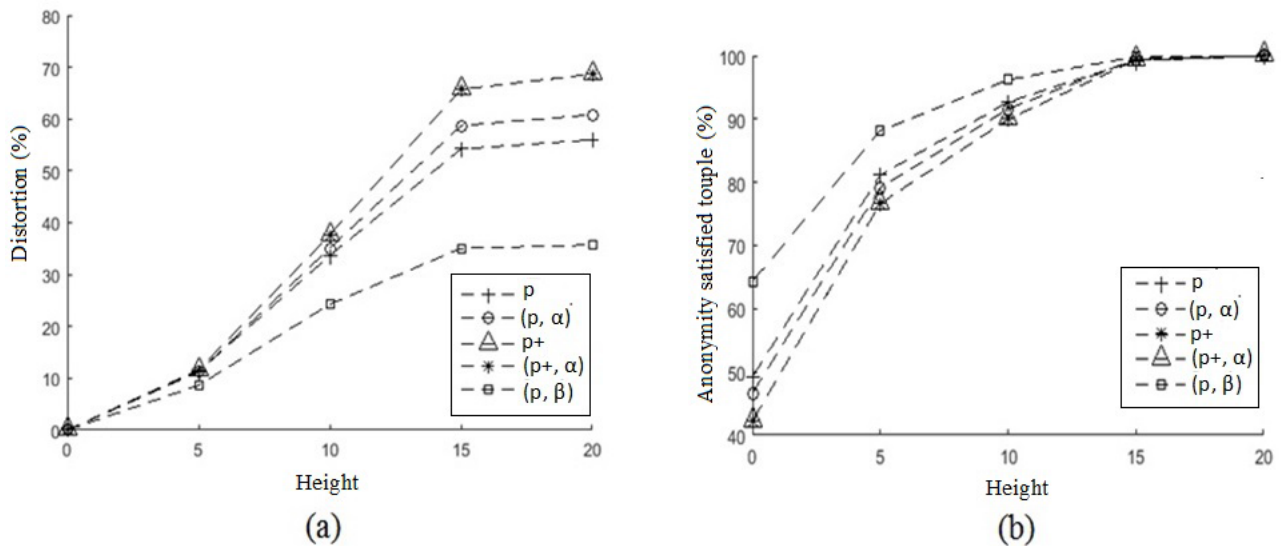 80
70
60
50
40
30
20
10
0
Distortion (%)
0 5 10 15 20
Height
p
(p, α)
p+
(p+, α)
(p, β)
(a)
100
90
80
70
60
50
40
Anonymity satisfied touple (%)
0 5 10 15 20
Height
p
(p, α)
p+
(p+, α)
(p, β)
(b)